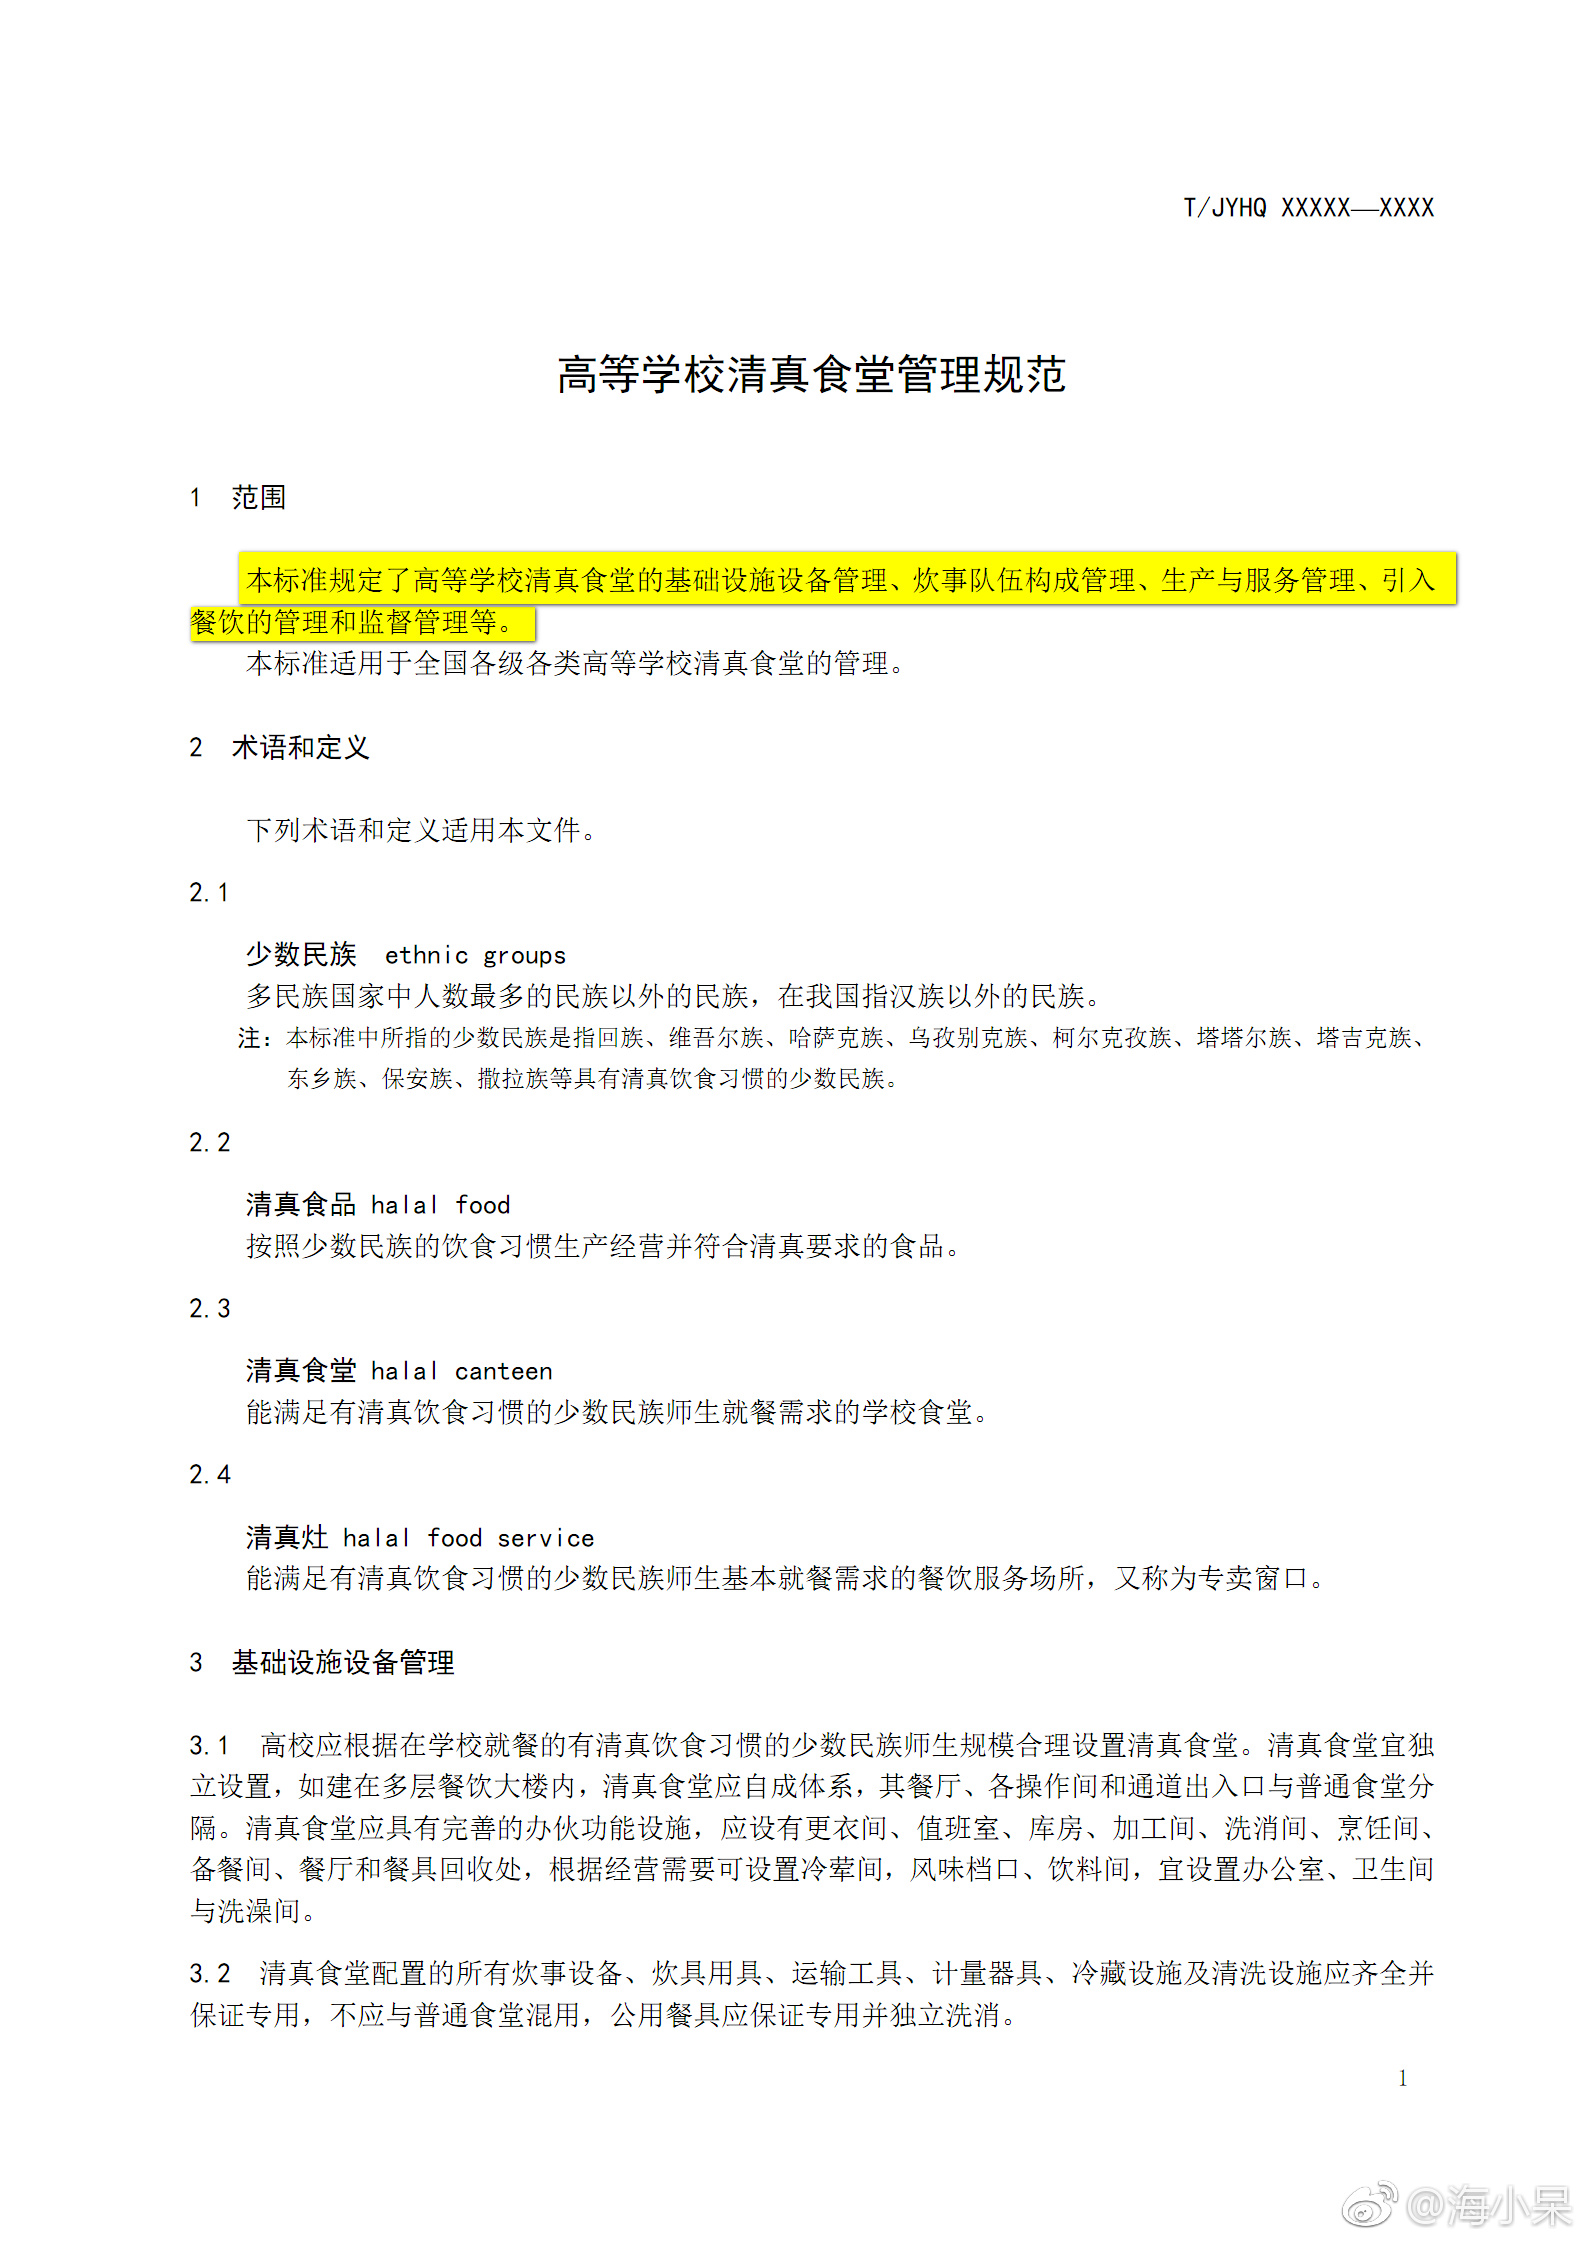 T/JYHQ XXXXX—XXXX
高等学校清真食堂管理规范
1 范围
本标准规定了高等学校清真食堂的基础设施设备管理、炊事队伍构成管理、生产与服务管理、引入
餐饮的管理和监督管理等。
本标准适用于全国各级各类高等学校清真食堂的管理。
2 术语和定义
下列术语和定义适用本文件。
2.1
少数民族 ethnic groups
多民族国家中人数最多的民族以外的民族，在我国指汉族以外的民族。
注：本标准中所指的少数民族是指回族、维吾尔族、哈萨克族、乌孜别克族、柯尔克孜族、塔塔尔族、塔吉克族、
东乡族、保安族、撒拉族等具有清真饮食习惯的少数民族。
2.2
清真食品 halal food
按照少数民族的饮食习惯生产经营并符合清真要求的食品。
2.3
清真食堂 halal canteen
能满足有清真饮食习惯的少数民族师生就餐需求的学校食堂。
2.4
清真灶 halal food service
能满足有清真饮食习惯的少数民族师生基本就餐需求的餐饮服务场所，又称为专卖窗口。
3 基础设施设备管理
3.1 高校应根据在学校就餐的有清真饮食习惯的少数民族师生规模合理设置清真食堂。清真食堂宜独
立设置，如建在多层餐饮大楼内，清真食堂应自成体系，其餐厅、各操作间和通道出入口与普通食堂分
隔。清真食堂应具有完善的办伙功能设施，应设有更衣间、值班室、库房、加工间、洗消间、烹饪间、
备餐间、餐厅和餐具回收处，根据经营需要可设置冷荤间，风味档口、饮料间，宜设置办公室、卫生间
与洗澡间。
3.2 清真食堂配置的所有炊事设备、炊具用具、运输工具、计量器具、冷藏设施及清洗设施应齐全并
保证专用，不应与普通食堂混用，公用餐具应保证专用并独立洗消。
1
@海小呆